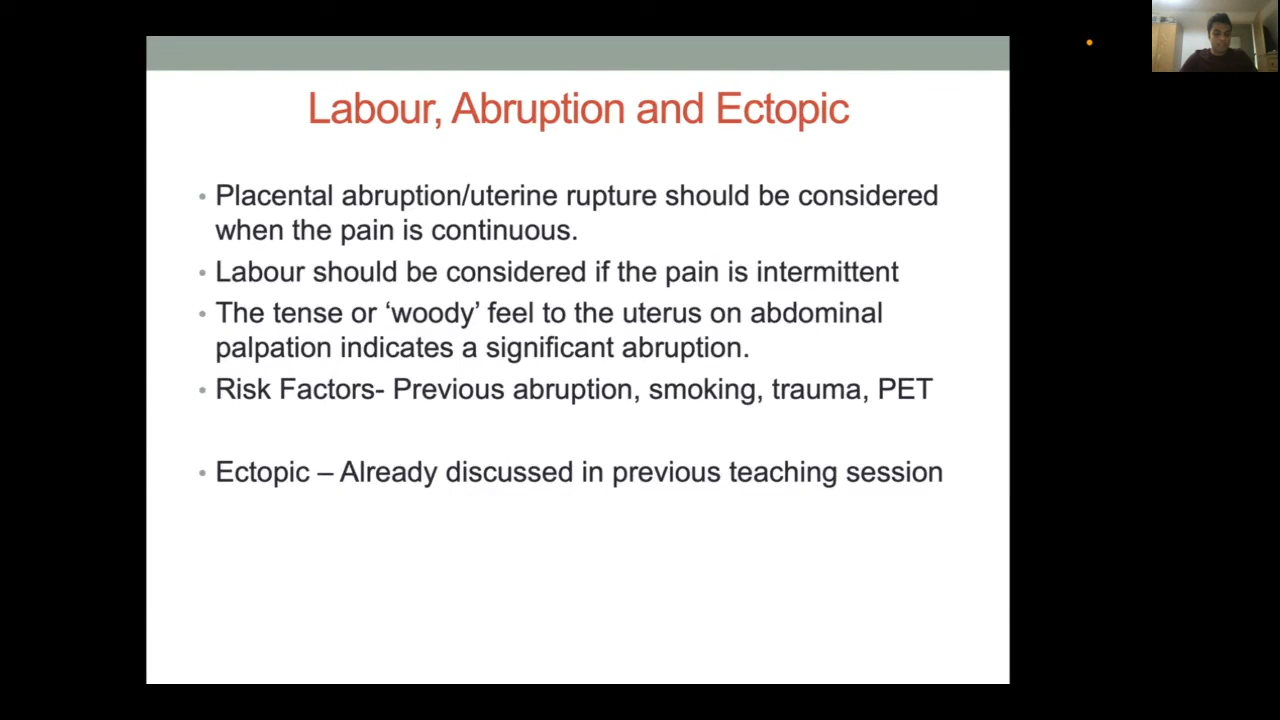 Labour, Abruption and Ectopic
• Placental abruption/uterine rupture should be considered
when the pain is continuous.
• Labour should be considered if the pain is intermittent
• The tense or ‘woody’ feel to the uterus on abdominal
palpation indicates a significant abruption.
• Risk Factors- Previous abruption, smoking, trauma, PET
• Ectopic – Already discussed in previous teaching session